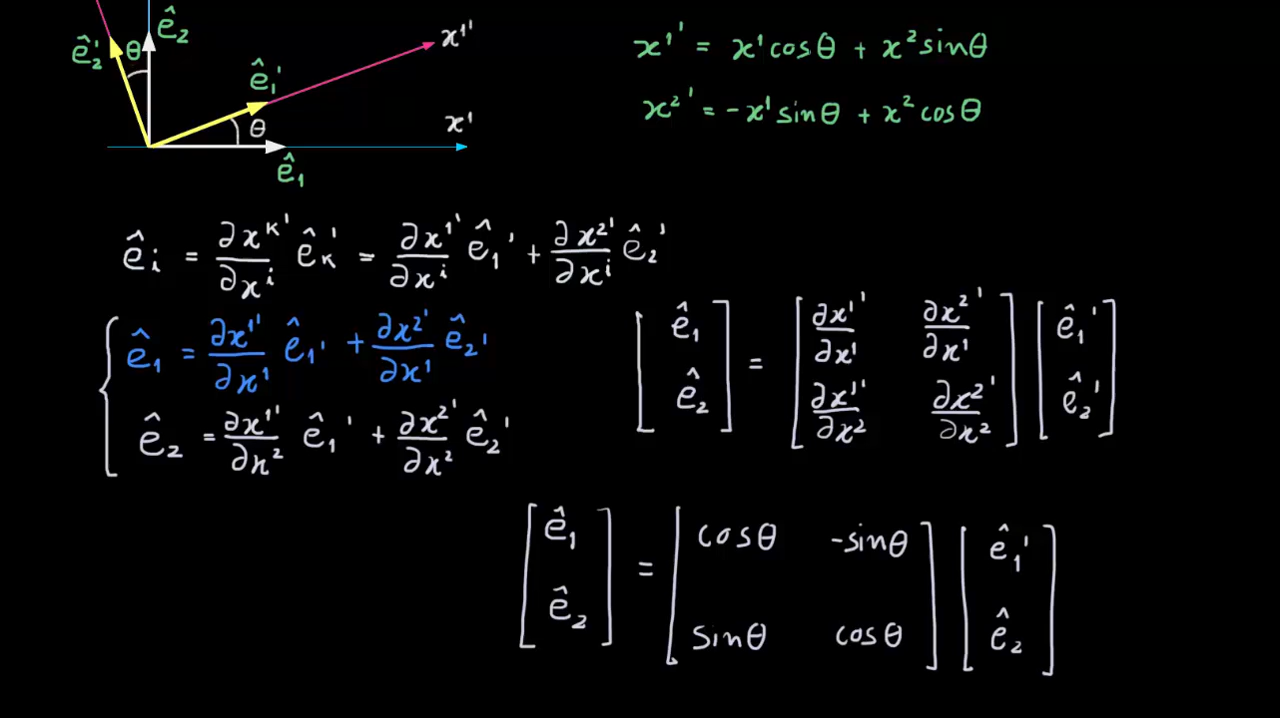 ê₂
ê₂' θ
ê₁' x¹'
θ x¹
ê₁
x¹' = x¹cosθ + x²sinθ
x²' = -x¹sinθ + x²cosθ
êᵢ = ∂xᴷ'/∂xⁱ êₖ' = ∂x¹'/∂xⁱ ê₁' + ∂x²'/∂xⁱ ê₂'
ê₁ = ∂x¹'/∂x¹ ê₁' + ∂x²'/∂x¹ ê₂'
ê₂ = ∂x¹'/∂x² ê₁' + ∂x²'/∂x² ê₂'
[ê₁ ê₂] = [∂x¹'/∂x¹ ∂x²'/∂x¹ ∂x¹'/∂x² ∂x²'/∂x²] [ê₁' ê₂']
[ê₁ ê₂] = [cosθ -sinθ sinθ cosθ] [ê₁' ê₂]